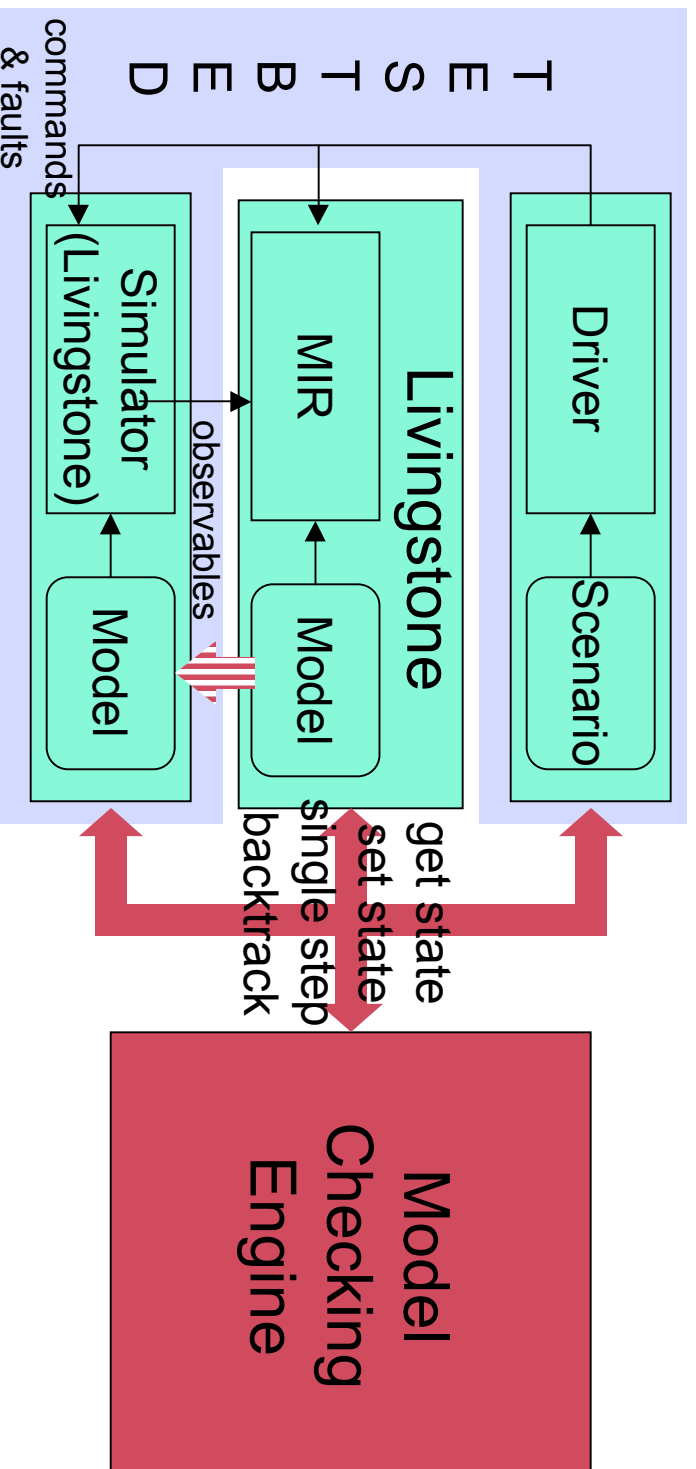 TESTBED
commands
& faults
Driver
Scenario
Livingstone
MIR
Model
observables
Simulator
(Livingstone)
Model
get state
set state
single step
backtrack
Model
Checking
Engine